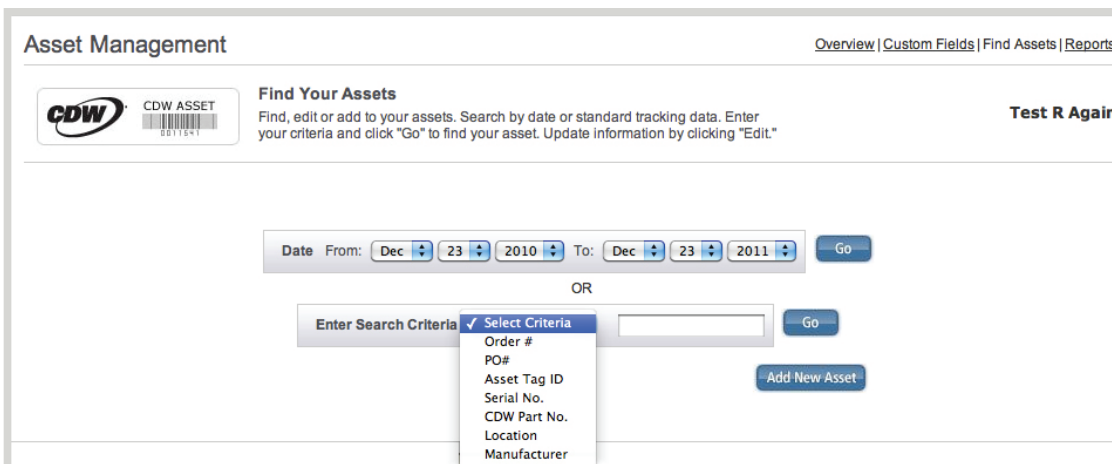 Asset Management
Overview | Custom Fields | Find Assets | Reports
CDW
CDW ASSET
0011541
Find Your Assets
Find, edit or add to your assets. Search by date or standard tracking data. Enter
your criteria and click "Go" to find your asset. Update information by clicking "Edit."
Test R Again
Date From: Dec 23 2010 To: Dec 23 2011 Go
OR
Enter Search Criteria ✓ Select Criteria Go
Order #
PO#
Asset Tag ID
Add New Asset
Serial No.
CDW Part No.
Location
Manufacturer